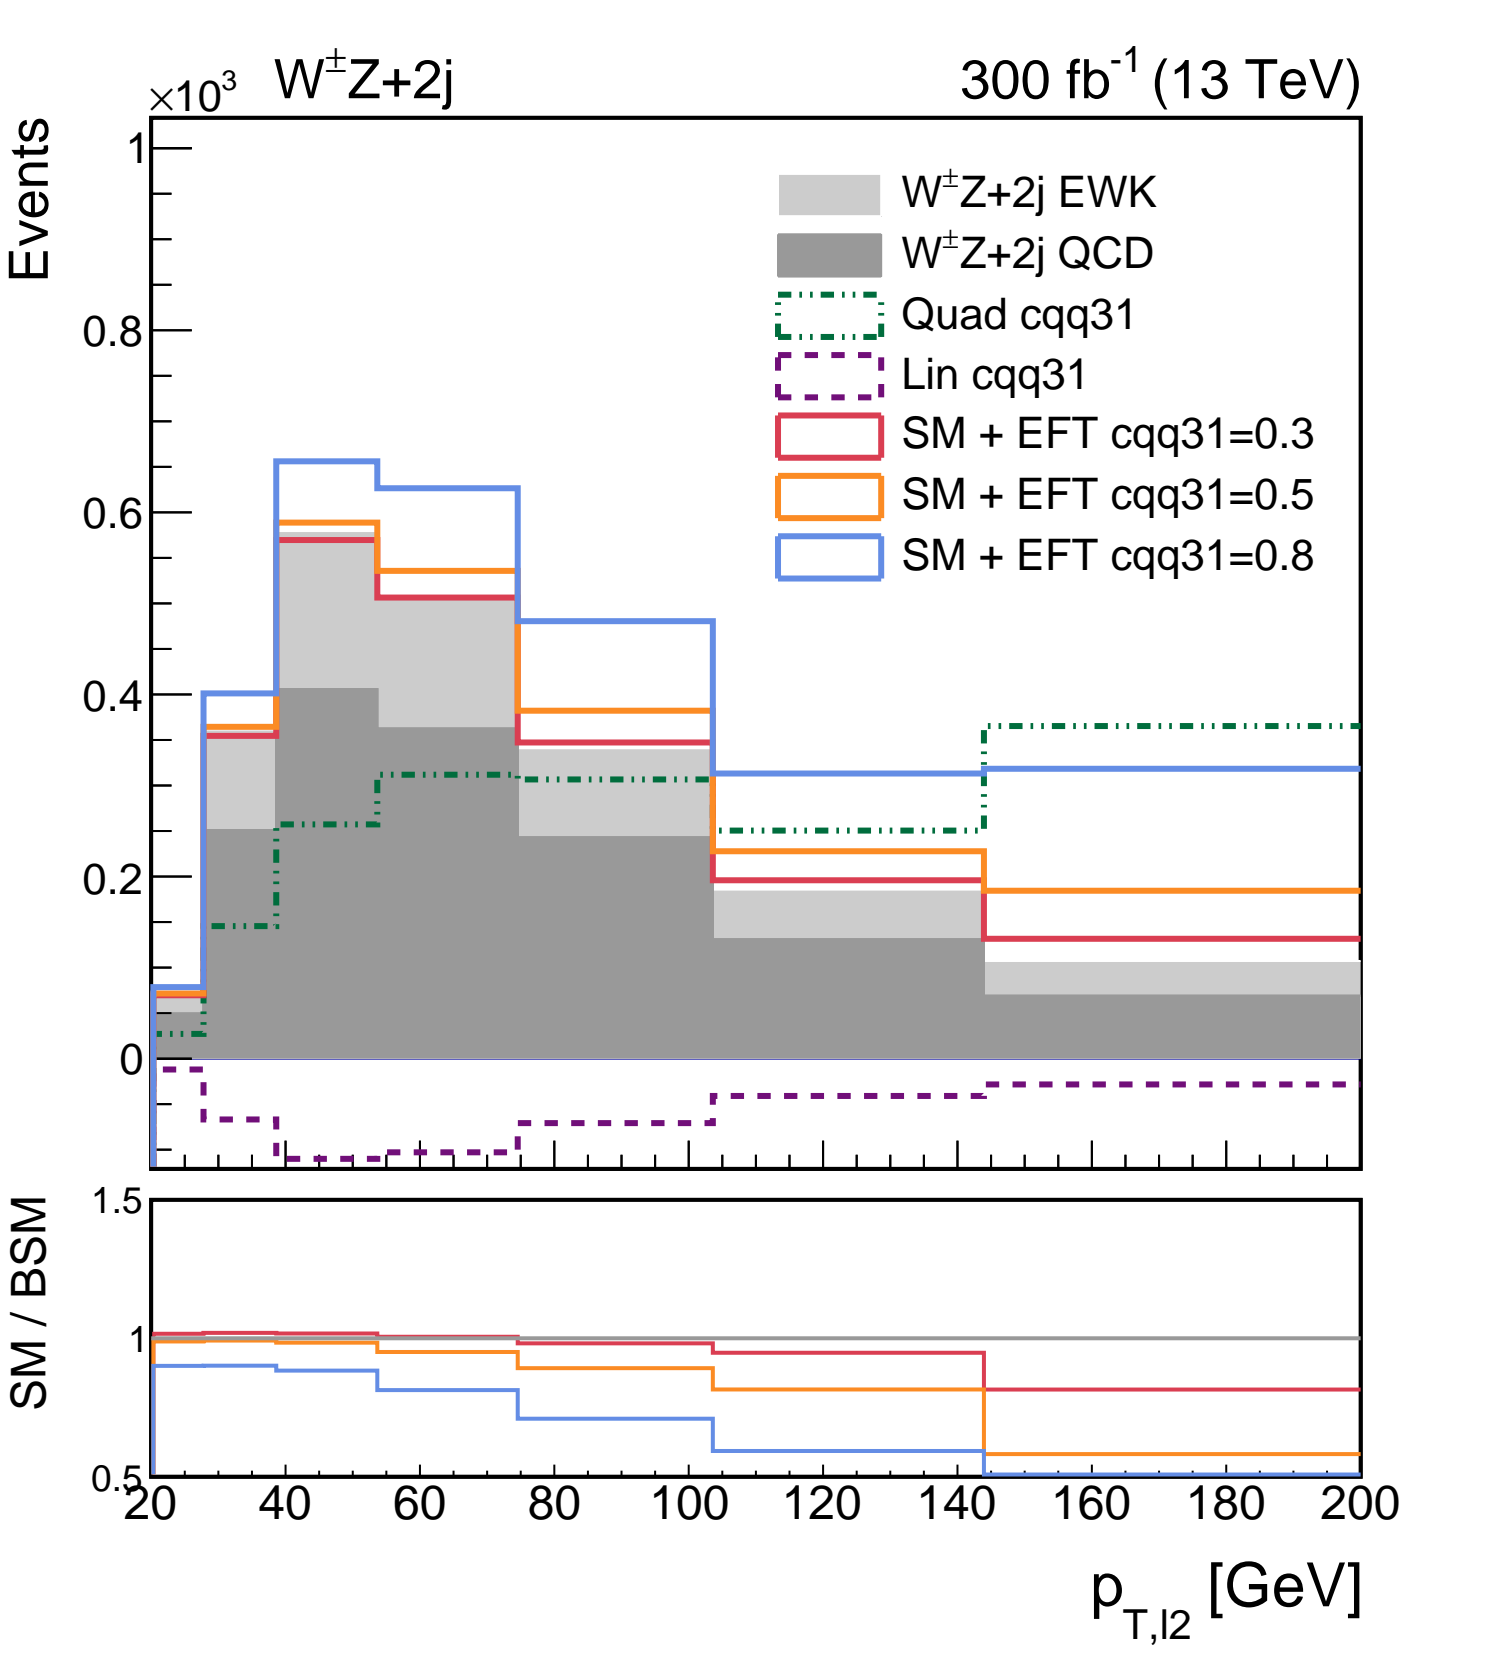 ×10³ W±Z+2j 300 fb⁻¹ (13 TeV)
Events
1
0.8
0.6
0.4
0.2
0
W±Z+2j EWK
W±Z+2j QCD
Quad cqq31
Lin cqq31
SM + EFT cqq31=0.3
SM + EFT cqq31=0.5
SM + EFT cqq31=0.8
SM / BSM
1.5
1
0.5
20 40 60 80 100 120 140 160 180 200
p_T,l2 [GeV]